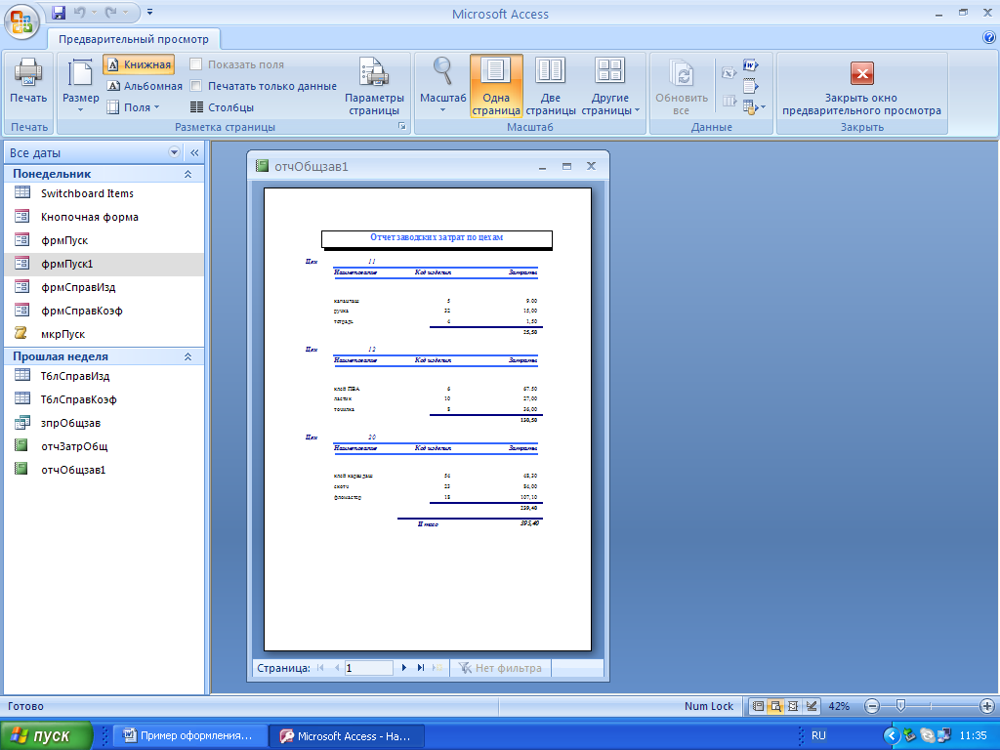 Microsoft Access
Предварительный просмотр
Печать
Размер
Книжная
Альбомная
Поля
Показать поля
Печатать только данные
Столбцы
Параметры страницы
Масштаб
Одна страница
Две страницы
Другие страницы
Обновить все
Закрыть окно предварительного просмотра
Печать
Разметка страницы
Масштаб
Данные
Закрыть
Все даты
Понедельник
Switchboard Items
Кнопочная форма
фрмПуск
фрмПуск1
фрмСправИзд
фрмСправКоэф
мкрПуск
Прошлая неделя
ТблСправИзд
ТблСправКоэф
зпрОбщзав
отчЗатрОбщ
отчОбщзав1
отчОбщзав1
Отчет заводских затрат по цехам
Цех 11
Наименование Код изделия Затраты
карандаш 5 9,00
ручка 32 15,00
тетрадь 4 1,50
25,50
Цех 12
Наименование Код изделия Затраты
клей ПВА 6 67,50
ластик 10 27,00
точилка 8 36,00
130,50
Цех 20
Наименование Код изделия Затраты
клей карандаш 54 48,30
скотч 23 84,00
фломастер 18 107,10
239,40
Итого 395,40
Страница: 1 Нет фильтра
Готово
Num Lock
42%
пуск
Пример оформления...
Microsoft Access - На...
RU
11:35